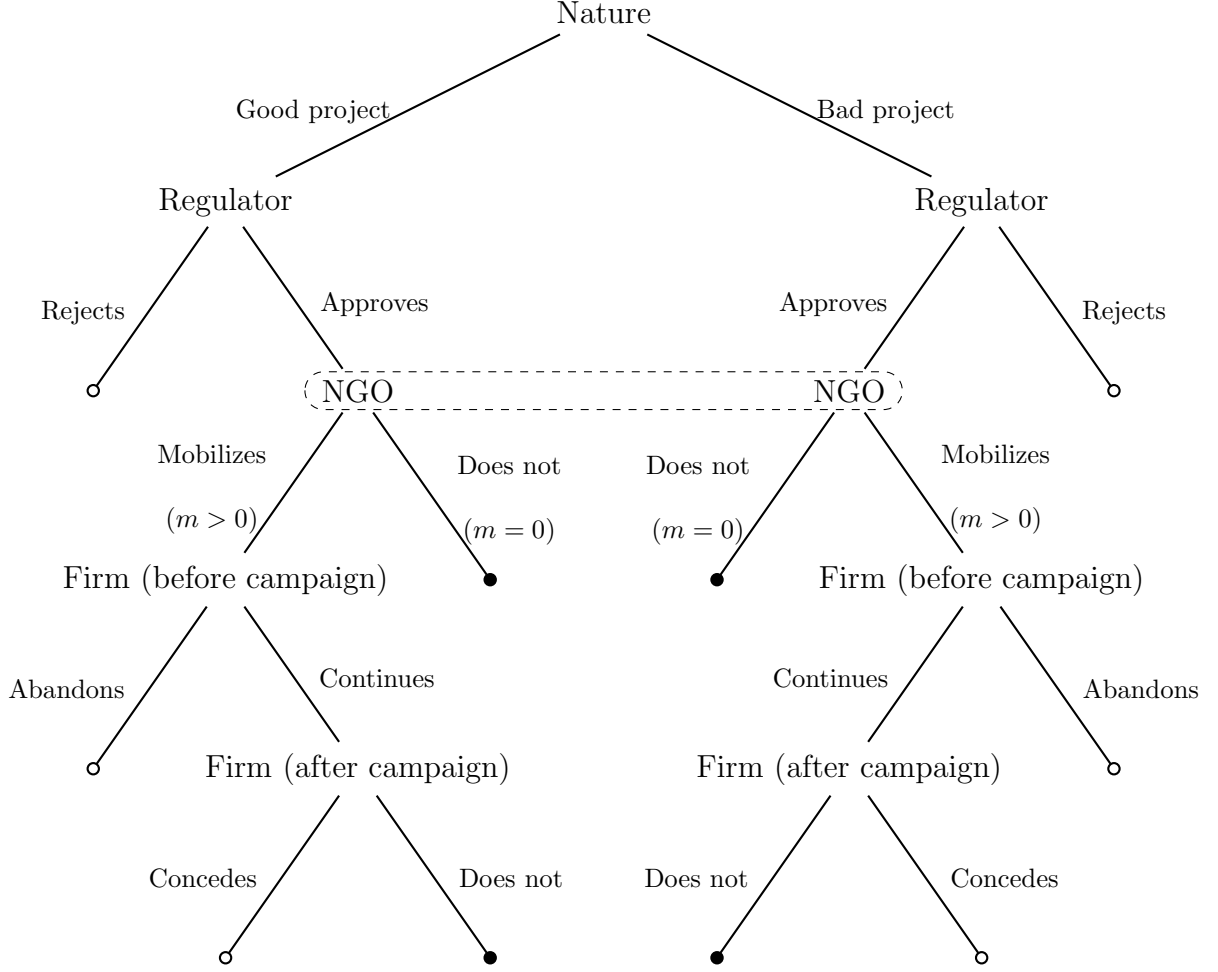 Nature
Good project
Bad project
Regulator
Regulator
Rejects
Approves
Approves
Rejects
NGO
NGO
Mobilizes
Does not
Does not
Mobilizes
(m > 0)
(m = 0)
(m = 0)
(m > 0)
Firm (before campaign)
Firm (before campaign)
Abandons
Continues
Continues
Abandons
Firm (after campaign)
Firm (after campaign)
Concedes
Does not
Does not
Concedes